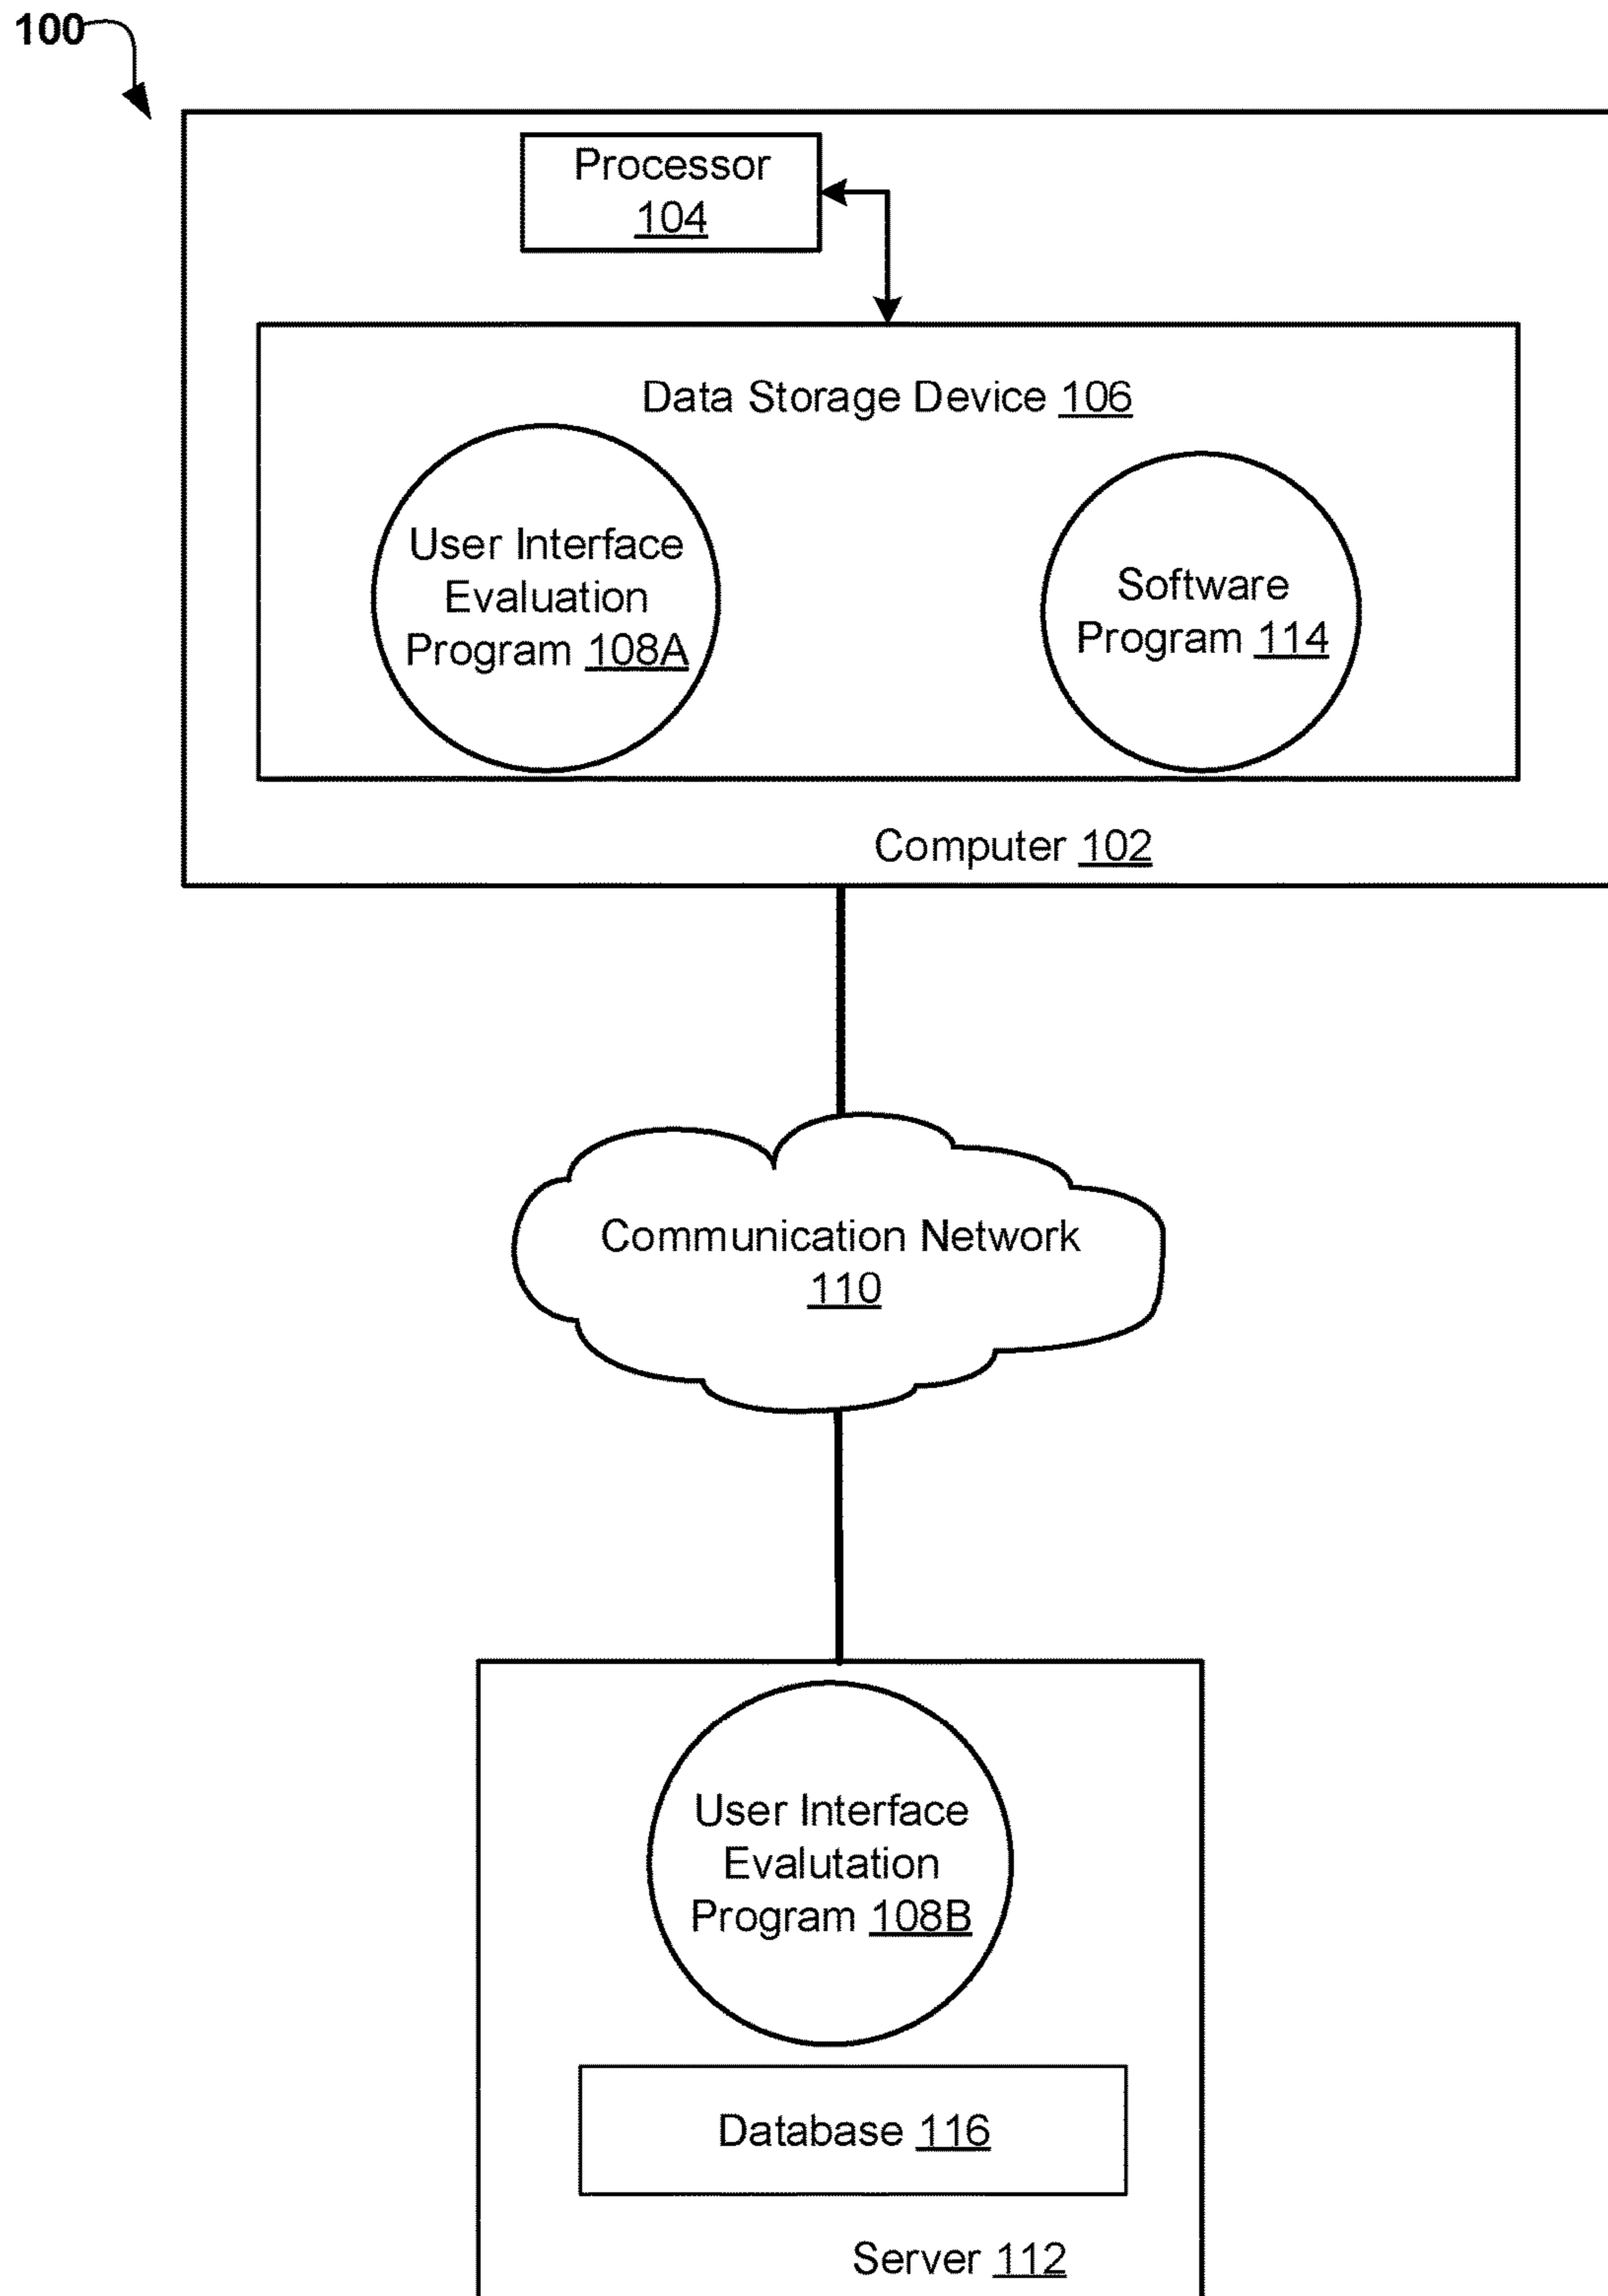 100
Processor
104
Data Storage Device 106
User Interface
Evaluation
Program 108A
Software
Program 114
Computer 102
Communication Network
110
User Interface
Evalutation
Program 108B
Database 116
Server 112